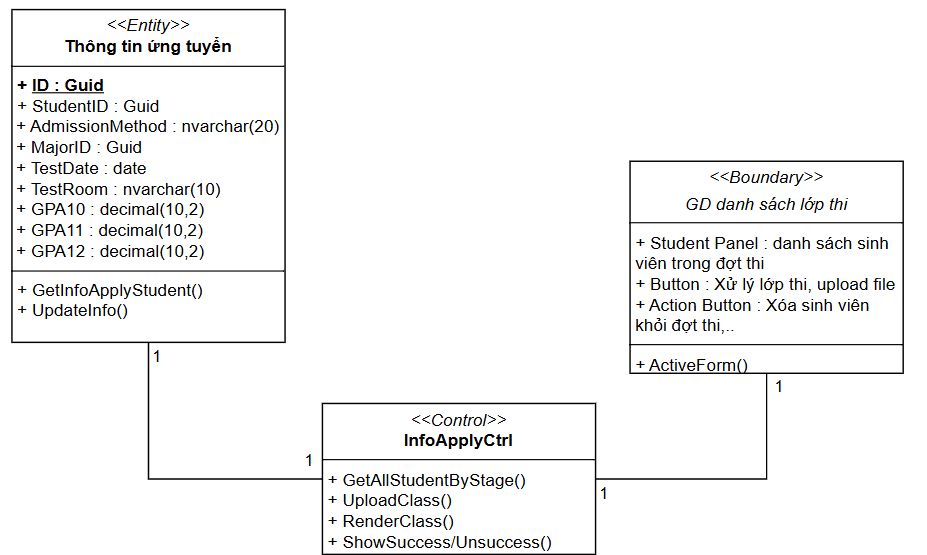 <<Entity>>
Thông tin ứng tuyển
+ ID : Guid
+ StudentID : Guid
+ AdmissionMethod : nvarchar(20)
+ MajorID : Guid
+ TestDate : date
+ TestRoom : nvarchar(10)
+ GPA10 : decimal(10,2)
+ GPA11 : decimal(10,2)
+ GPA12 : decimal(10,2)
+ GetInfoApplyStudent()
+ UpdateInfo()
1
<<Boundary>>
GD danh sách lớp thi
+ Student Panel : danh sách sinh
viên trong đợt thi
+ Button : Xử lý lớp thi, upload file
+ Action Button : Xóa sinh viên
khỏi đợt thi,..
+ ActiveForm()
1
<<Control>>
InfoApplyCtrl
+ GetAllStudentByStage()
+ UploadClass()
+ RenderClass()
+ ShowSuccess/Unsuccess()
1
1